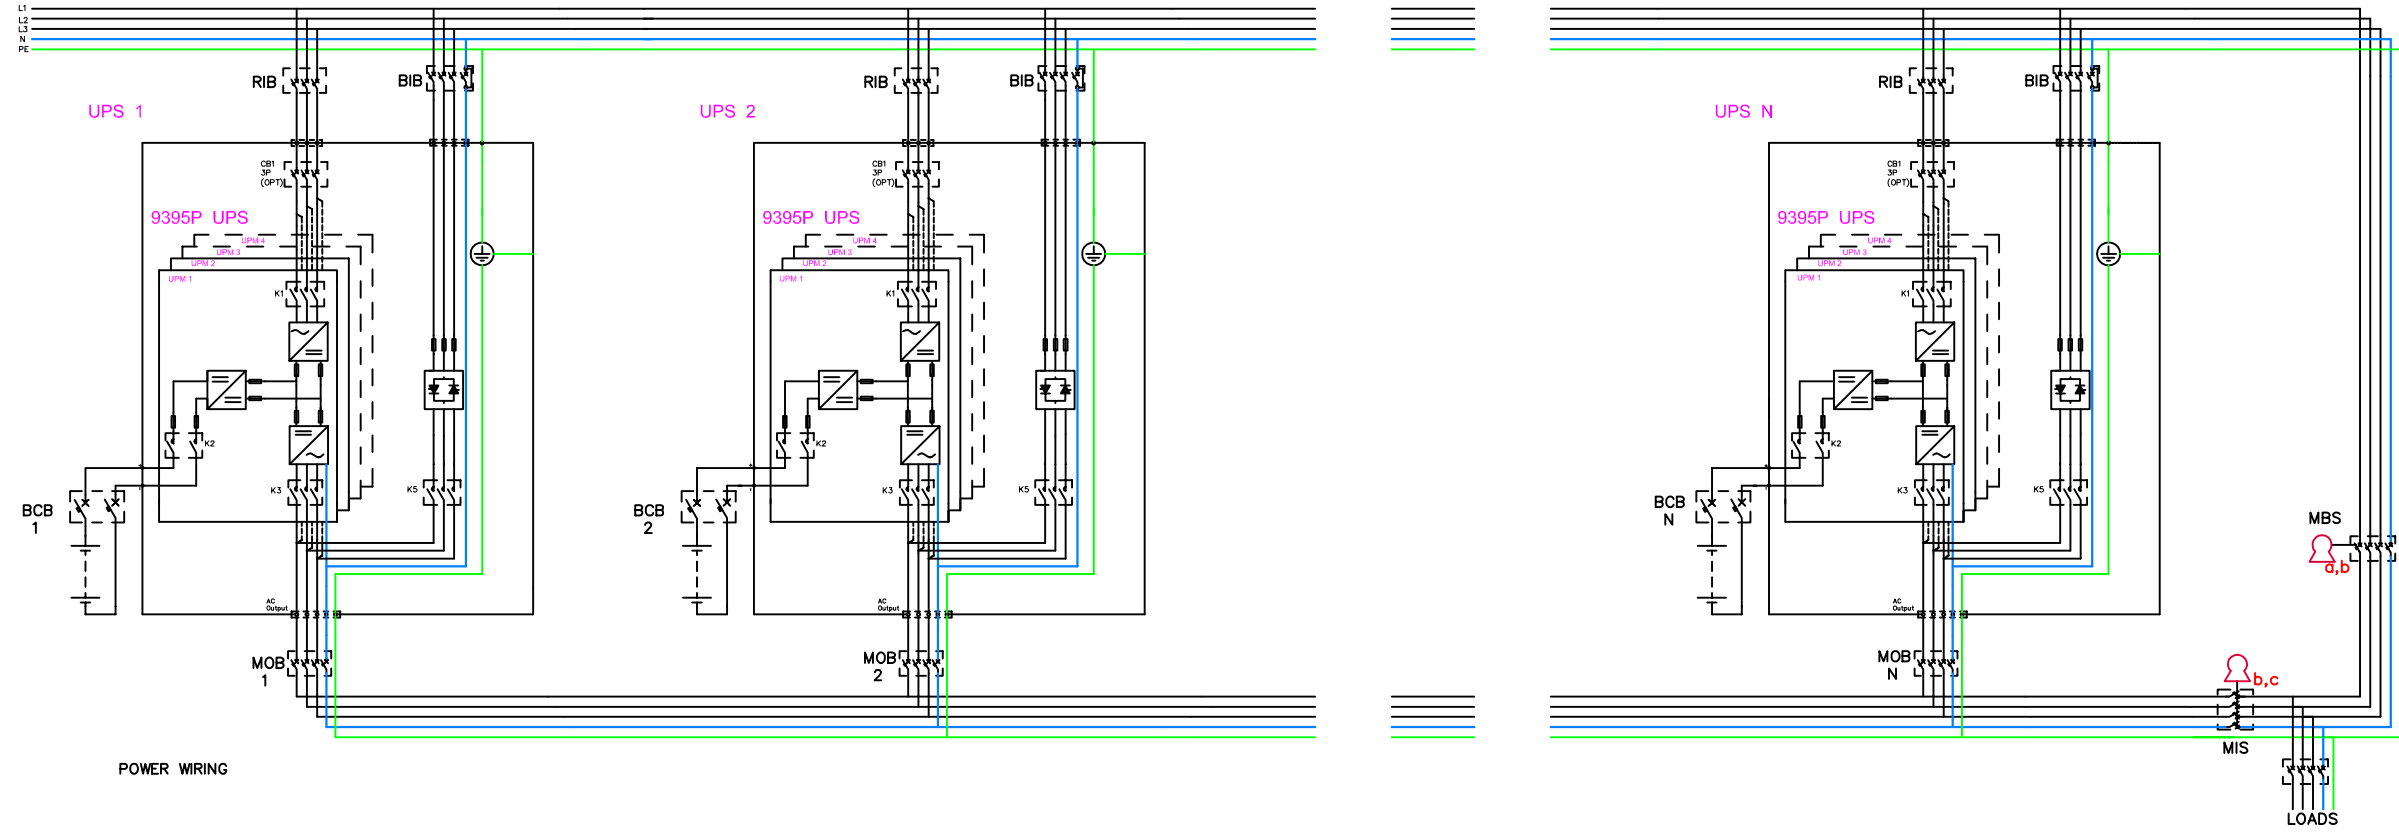 L1
L2
L3
N
PE
RIB
BIB
RIB
BIB
RIB
BIB
UPS 1
UPS 2
UPS N
CB1
3P
(OPT)
CB1
3P
(OPT)
CB1
3P
(OPT)
9395P UPS
9395P UPS
9395P UPS
UPM 4
UPM 3
UPM 2
UPM 1
UPM 4
UPM 3
UPM 2
UPM 1
UPM 4
UPM 3
UPM 2
UPM 1
K1
K1
K1
K2
K2
K2
K3
K5
K3
K5
K3
K5
BCB
1
BCB
2
BCB
N
MBS
a,b
AC
Output
AC
Output
AC
Output
MOB
1
MOB
2
MOB
N
b,c
MIS
POWER WIRING
LOADS